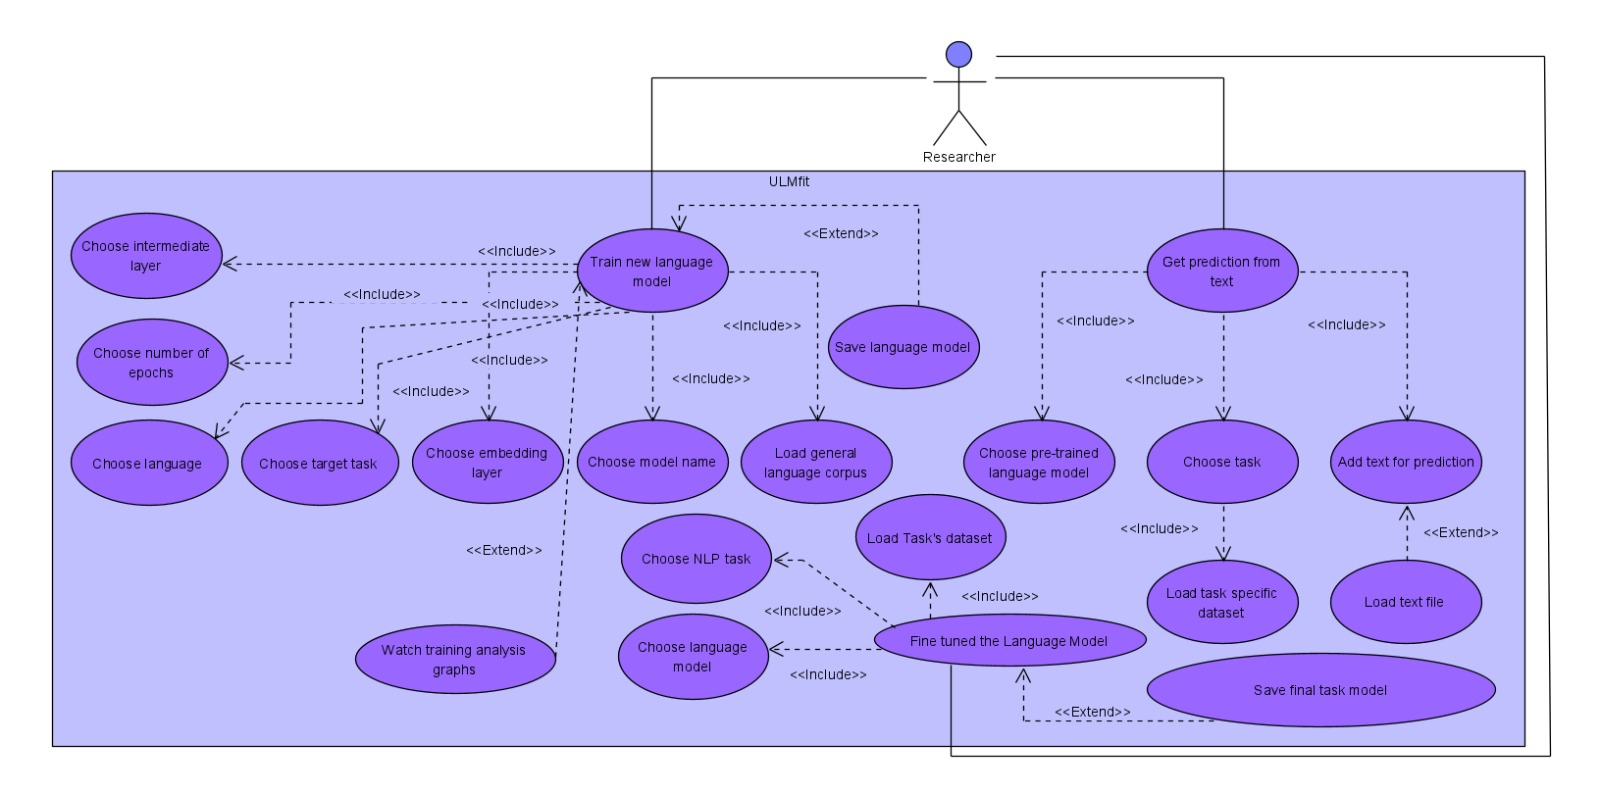 Researcher
ULMfit
Choose intermediate
layer
<<Include>>
Train new language
model
<<Extend>>
Get prediction from
text
<<Include>>
<<Include>>
<<Include>>
<<Include>>
<<Include>>
Save language model
Choose number of
epochs
<<Include>>
<<Include>>
<<Include>>
<<Include>>
<<Include>>
Choose language
Choose target task
Choose embedding
layer
Choose model name
Load general
language corpus
Choose pre-trained
language model
Choose task
Add text for prediction
<<Include>>
<<Extend>>
Load Task's dataset
<<Extend>>
Choose NLP task
<<Include>>
Load task specific
dataset
Load text file
<<Include>>
Fine tuned the Language Model
Watch training analysis
graphs
Choose language
model
<<Include>>
Save final task model
<<Extend>>